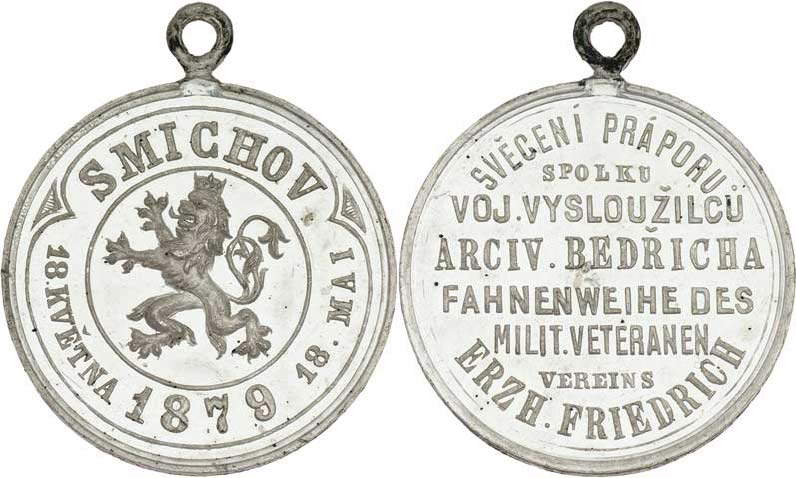 SMICHOV
18. KVĚTNA 1879 18. MAI
SVĚCENÍ PRÁPORU
SPOLKU
VOJ. VYSLOUŽILCŮ
ARCIV. BEDŘICHA
FAHNENWEIHE DES
MILIT. VETERANEN
VEREINS
ERZH. FRIEDRICH